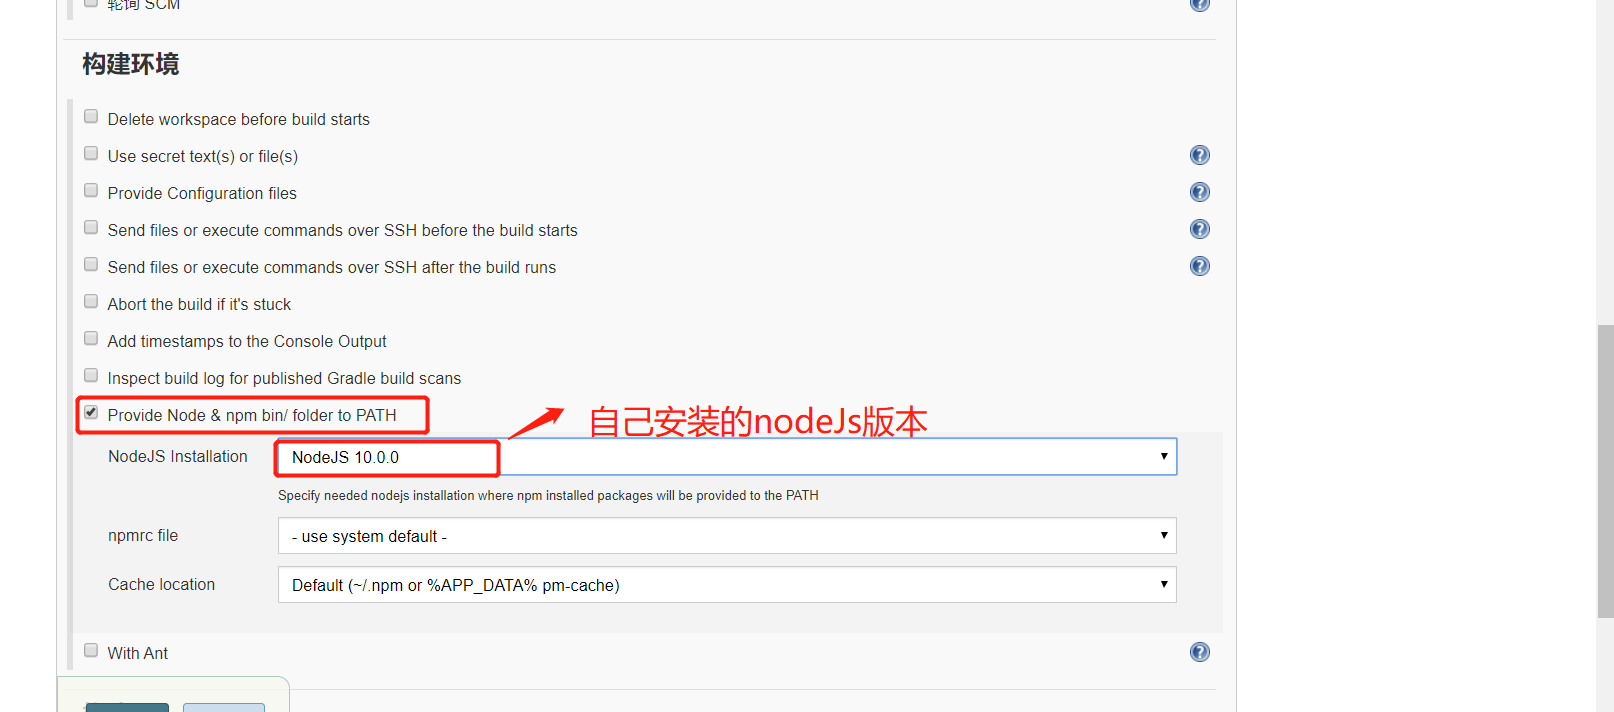 轮询 SCM
构建环境
Delete workspace before build starts
Use secret text(s) or file(s)
Provide Configuration files
Send files or execute commands over SSH before the build starts
Send files or execute commands over SSH after the build runs
Abort the build if it's stuck
Add timestamps to the Console Output
Inspect build log for published Gradle build scans
Provide Node & npm bin/ folder to PATH
自己安装的nodeJs版本
NodeJS Installation
NodeJS 10.0.0
Specify needed nodejs installation where npm installed packages will be provided to the PATH
npmrc file
- use system default -
Cache location
Default (~/.npm or %APP_DATA% pm-cache)
With Ant